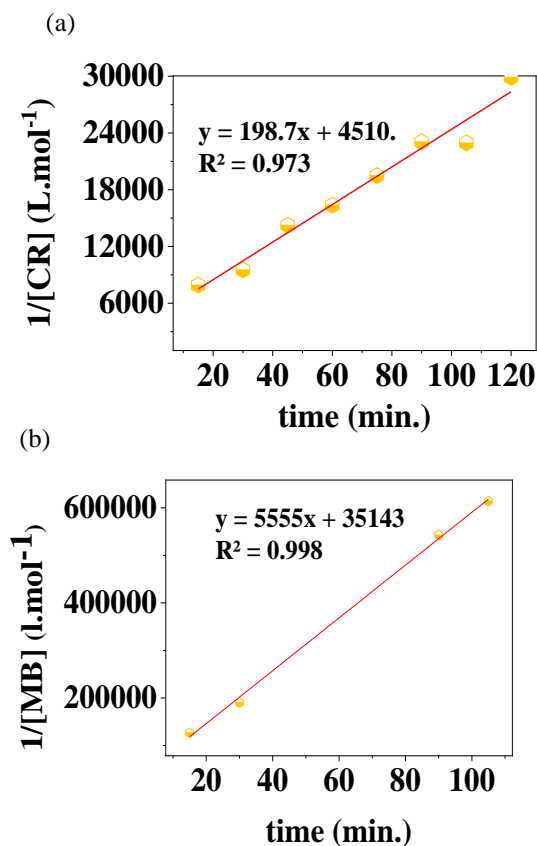 (a)
30000
24000
18000
12000
6000
1/[CR] (L.mol⁻¹)
y = 198.7x + 4510.
R² = 0.973
20 40 60 80 100 120
time (min.)
(b)
600000
400000
200000
1/[MB] (l.mol⁻¹)
y = 5555x + 35143
R² = 0.998
20 40 60 80 100
time (min.)